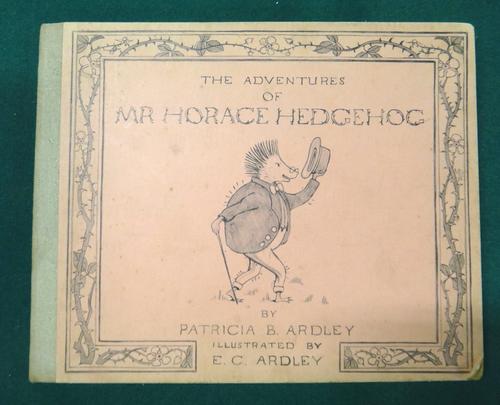 THE ADVENTURES
OF
MR HORACE HEDGEHOG
BY
PATRICIA B. ARDLEY
ILLUSTRATED BY
E. C. ARDLEY